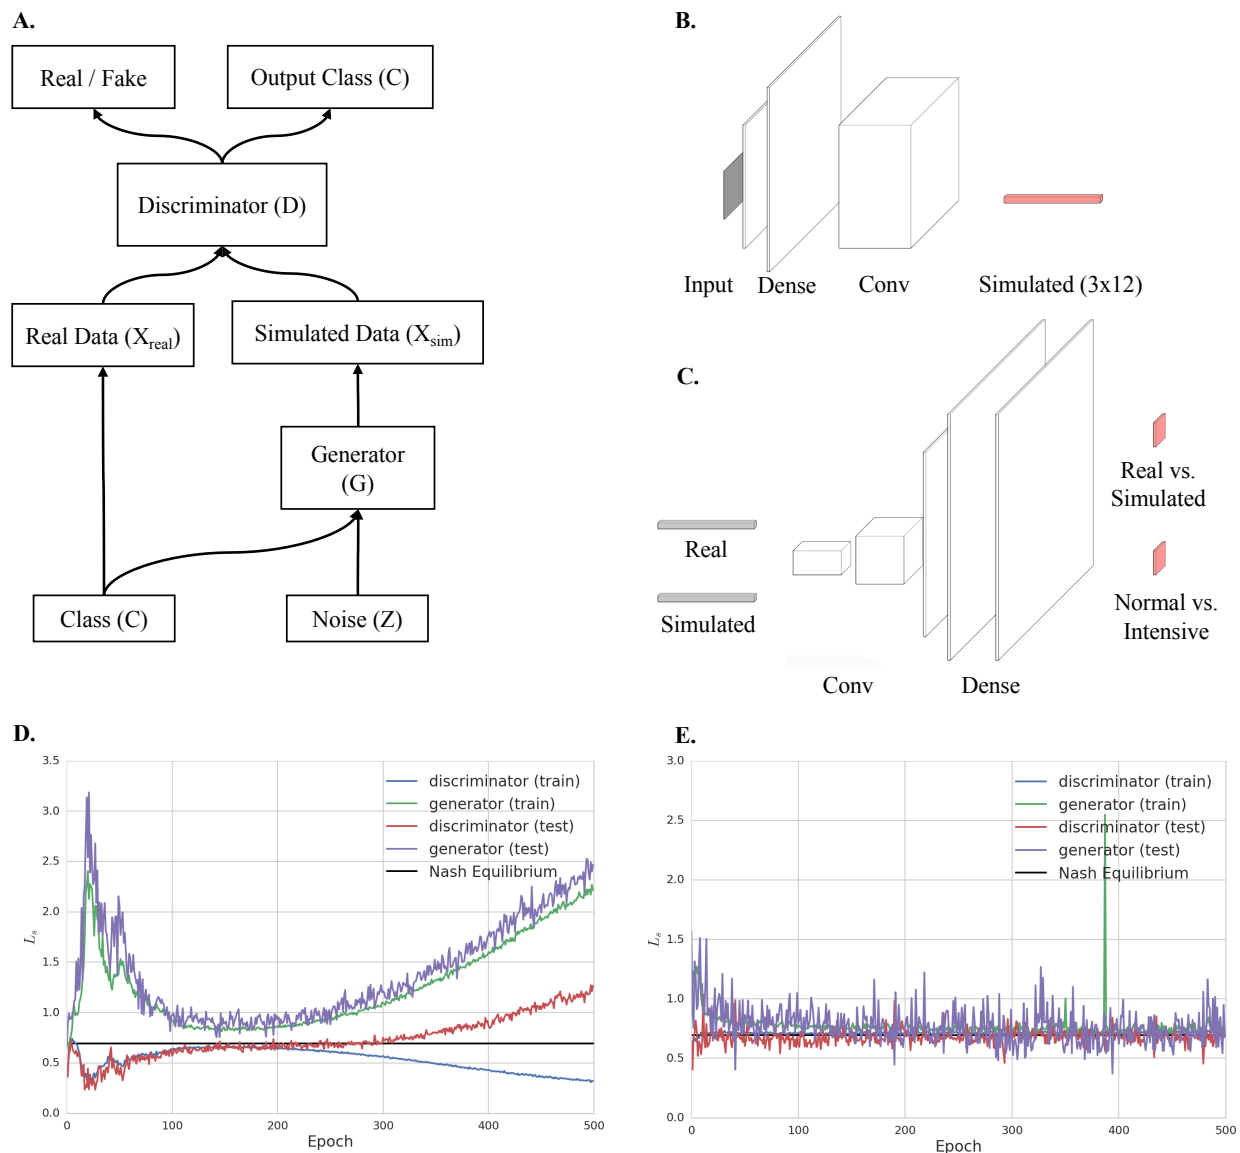 A.
Real / Fake
Output Class (C)
Discriminator (D)
Real Data (X_real)
Simulated Data (X_sim)
Generator
(G)
Class (C)
Noise (Z)
B.
Input
Dense
Conv
Simulated (3x12)
C.
Real
Simulated
Conv
Dense
Real vs.
Simulated
Normal vs.
Intensive
D.
3.5
3.0
2.5
2.0
1.5
1.0
0.5
0.0
L_s
0
100
200
300
400
500
Epoch
discriminator (train)
generator (train)
discriminator (test)
generator (test)
Nash Equilibrium
E.
3.0
2.5
2.0
1.5
1.0
0.5
0.0
L_s
0
100
200
300
400
500
Epoch
discriminator (train)
generator (train)
discriminator (test)
generator (test)
Nash Equilibrium